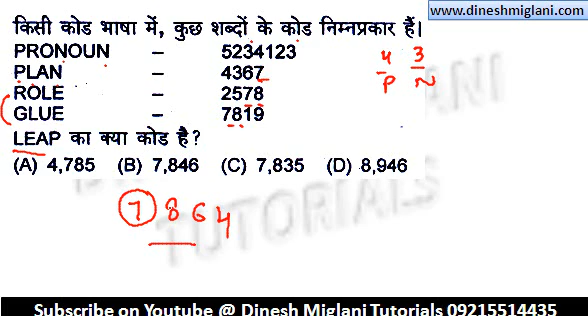 www.dineshmiglani.com
किसी कोड भाषा में, कुछ शब्दों के कोड निम्नप्रकार हैं।
PRONOUN – 5234123
PLAN – 4367
ROLE – 2578
GLUE – 7819
4 3
P N
LEAP का क्या कोड है ?
(A) 4,785 (B) 7,846 (C) 7,835 (D) 8,946
TUTORIALS
7 8 6 4
Subscribe on Youtube @ Dinesh Miglani Tutorials 09215514435